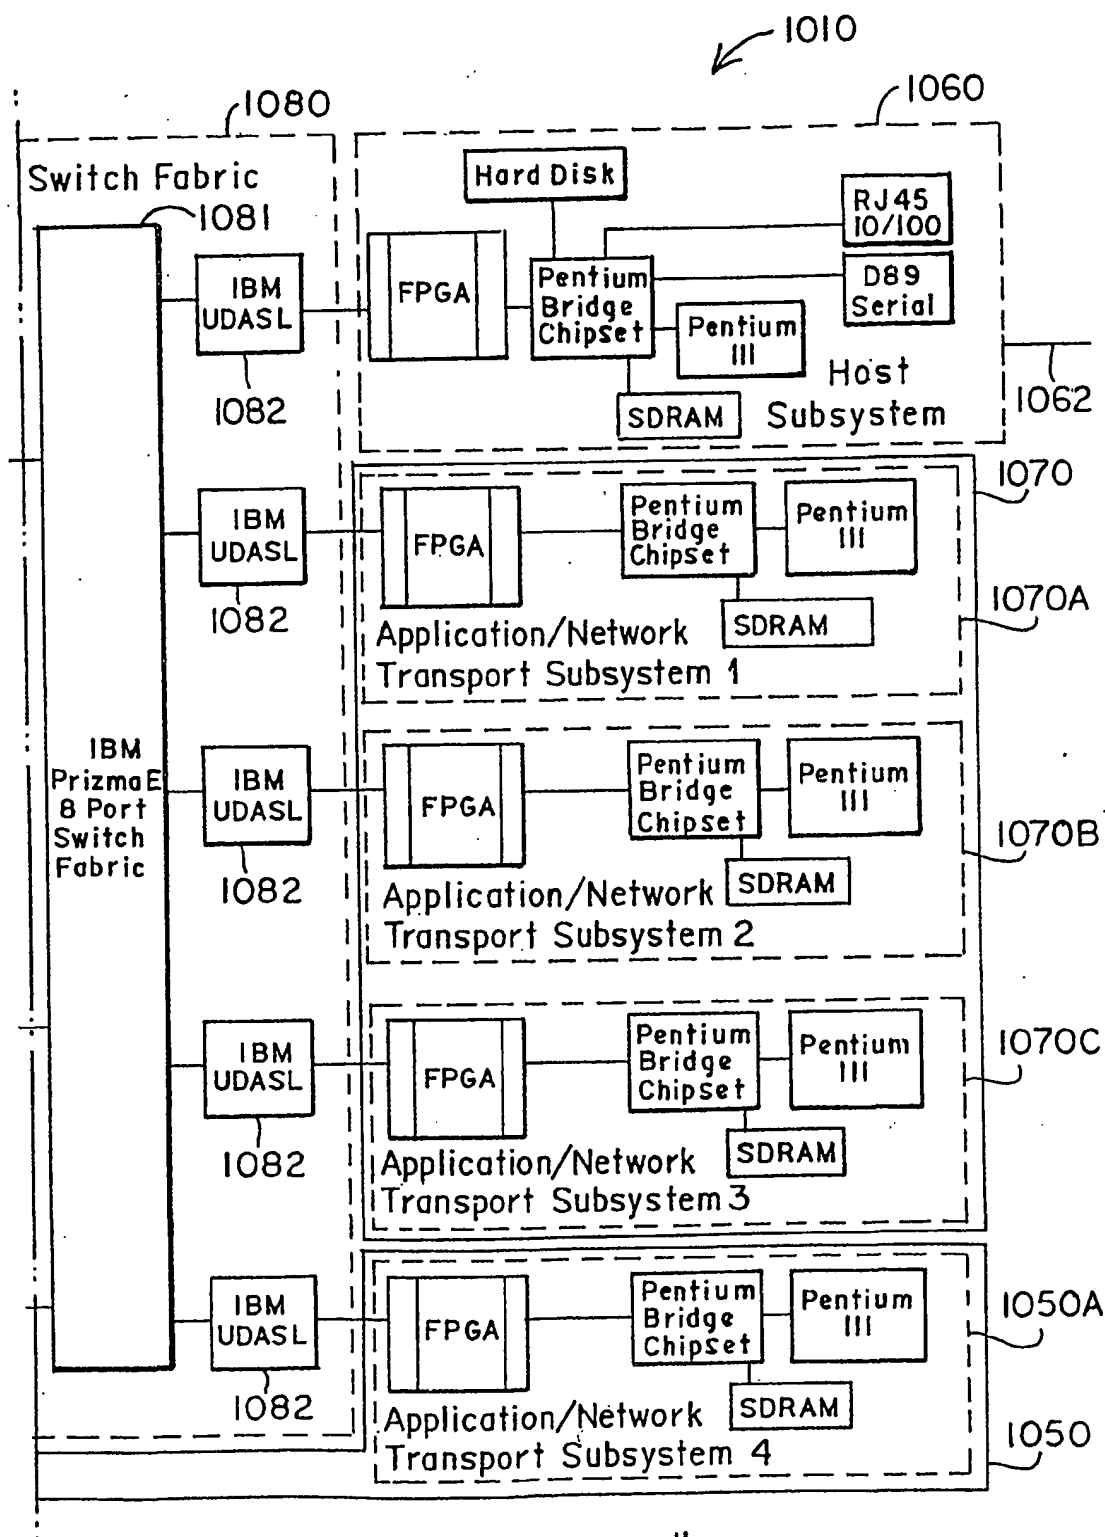 1010
1080
1060
Switch Fabric
1081
Hard Disk
RJ45
10/100
D89
Serial
IBM
UDASL
FPGA
Pentium
Bridge
Chipset
Pentium
III
1082
SDRAM
Host
Subsystem
1062
1070
IBM
UDASL
FPGA
Pentium
Bridge
Chipset
Pentium
III
1070A
1082
SDRAM
Application/Network
Transport Subsystem 1
IBM
PrizmaE
8 Port
Switch
Fabric
IBM
UDASL
FPGA
Pentium
Bridge
Chipset
Pentium
III
1070B
1082
SDRAM
Application/Network
Transport Subsystem 2
IBM
UDASL
FPGA
Pentium
Bridge
Chipset
Pentium
III
1070C
1082
SDRAM
Application/Network
Transport Subsystem 3
IBM
UDASL
FPGA
Pentium
Bridge
Chipset
Pentium
III
1050A
1082
SDRAM
Application/Network
Transport Subsystem 4
1050